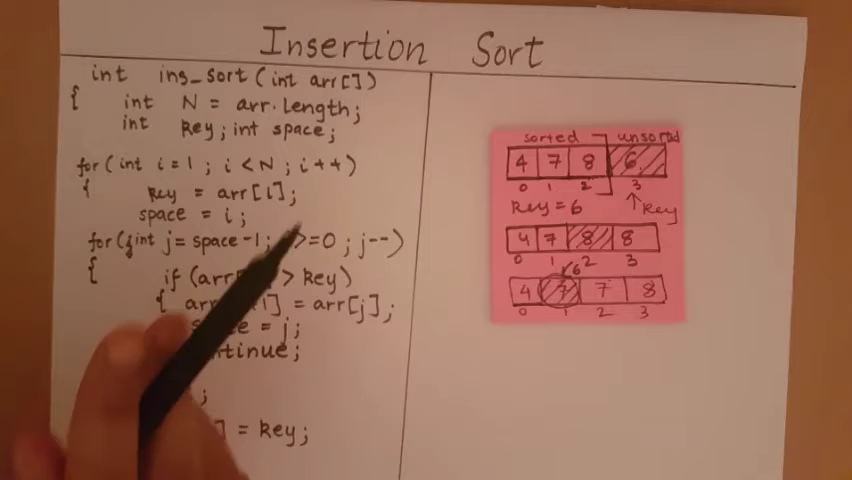 Insertion Sort
int ins_sort (int arr[])
{ int N = arr.length;
int key; int space;
for (int i=1 ; i<N ; i++)
{ key = arr[i];
space = i;
for (int j= space-1; >=0 ; j--)
{ if (arr > key)
{ arr ] = arr[j];
= j;
;
] = key;
sorted unsorted
4 7 8 6
0 1 2 3
key = 6 key
4 7 8 8
0 1 2 3
6
4 7 7 8
0 1 2 3